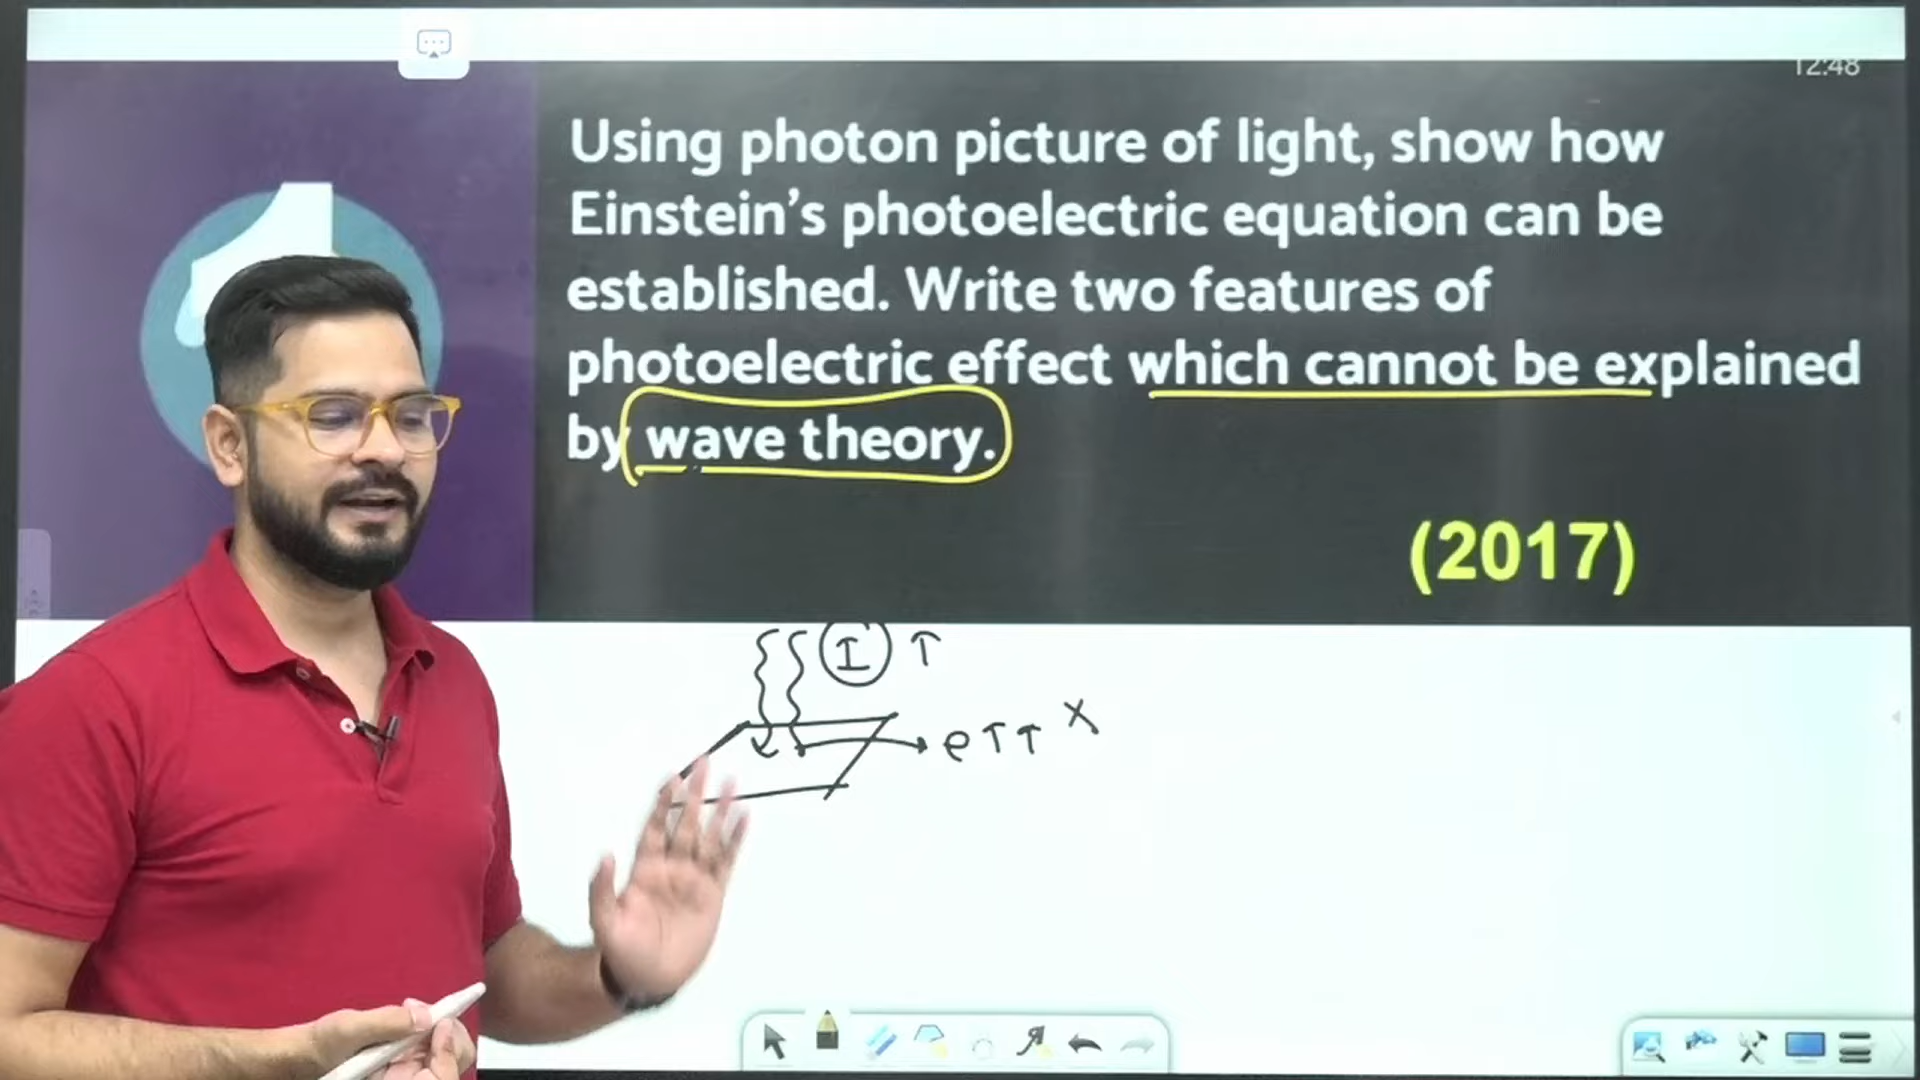 12:48
1
Using photon picture of light, show how
Einstein's photoelectric equation can be
established. Write two features of
photoelectric effect which cannot be explained
by wave theory.
(2017)
I ↑
e ↑ ↑ X